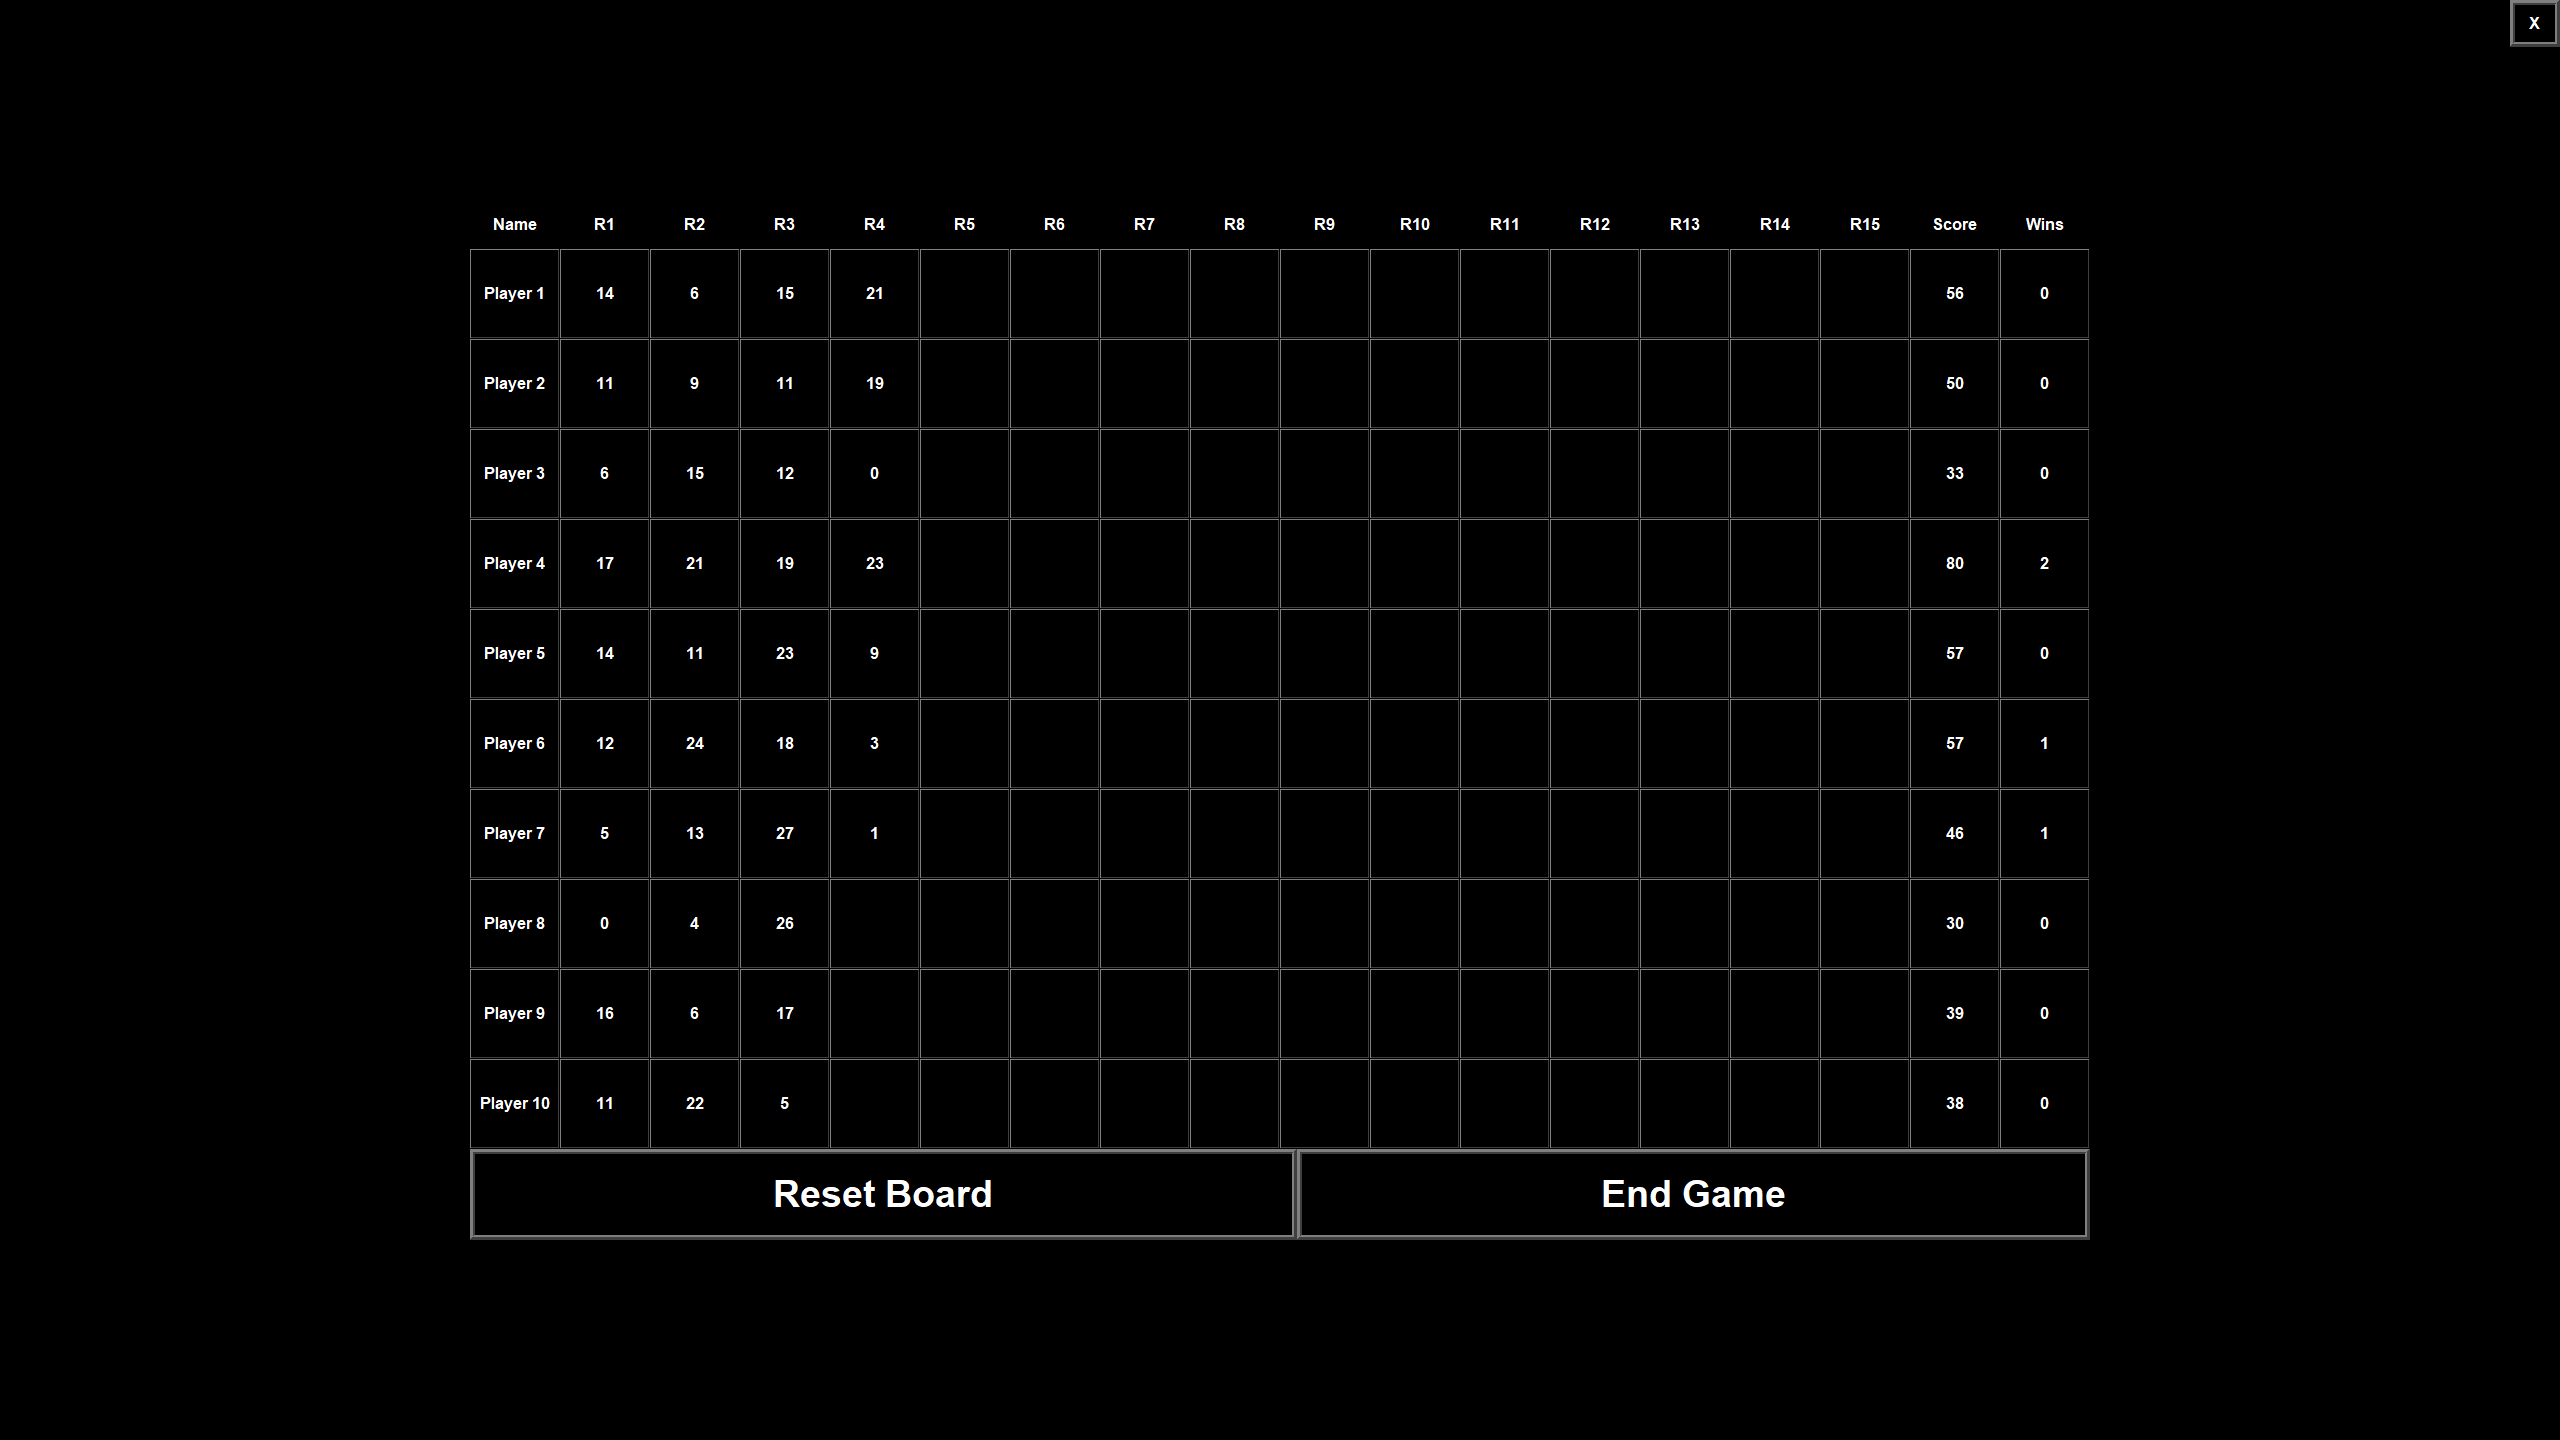 X
Name R1 R2 R3 R4 R5 R6 R7 R8 R9 R10 R11 R12 R13 R14 R15 Score Wins
Player 1 14 6 15 21 56 0
Player 2 11 9 11 19 50 0
Player 3 6 15 12 0 33 0
Player 4 17 21 19 23 80 2
Player 5 14 11 23 9 57 0
Player 6 12 24 18 3 57 1
Player 7 5 13 27 1 46 1
Player 8 0 4 26 30 0
Player 9 16 6 17 39 0
Player 10 11 22 5 38 0
Reset Board End Game